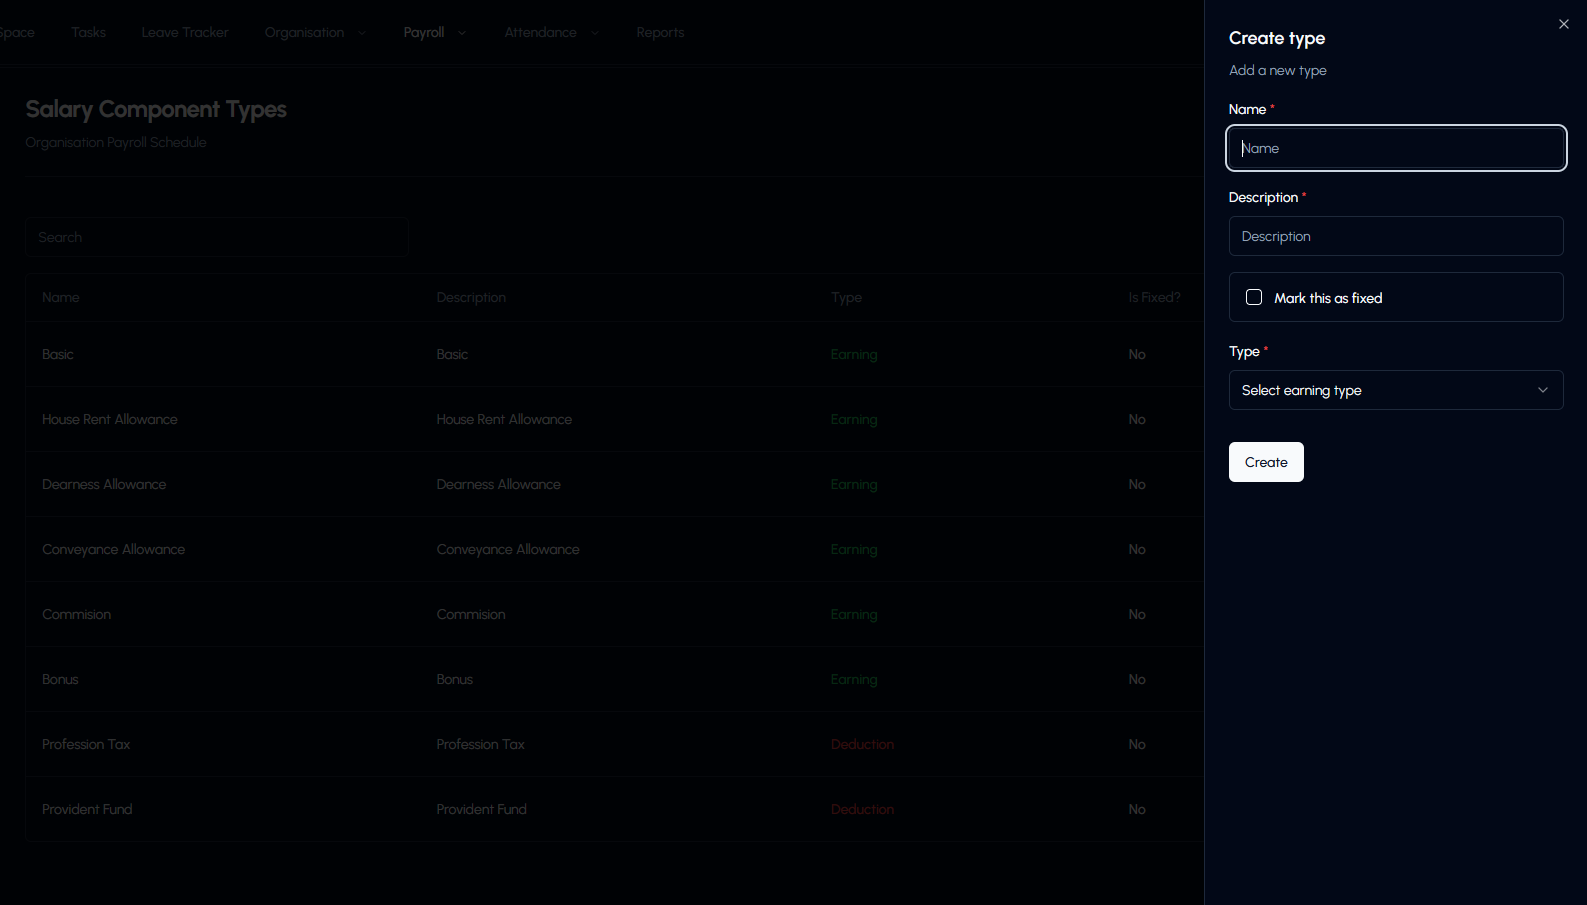 Space Tasks Leave Tracker Organisation Payroll Attendance Reports
Salary Component Types
Organisation Payroll Schedule
Search
Name Description Type Is Fixed?
Basic Basic Earning No
House Rent Allowance House Rent Allowance Earning No
Dearness Allowance Dearness Allowance Earning No
Conveyance Allowance Conveyance Allowance Earning No
Commision Commision Earning No
Bonus Bonus Earning No
Profession Tax Profession Tax Deduction No
Provident Fund Provident Fund Deduction No
Create type
Add a new type
Name *
Name
Description *
Description
Mark this as fixed
Type *
Select earning type
Create